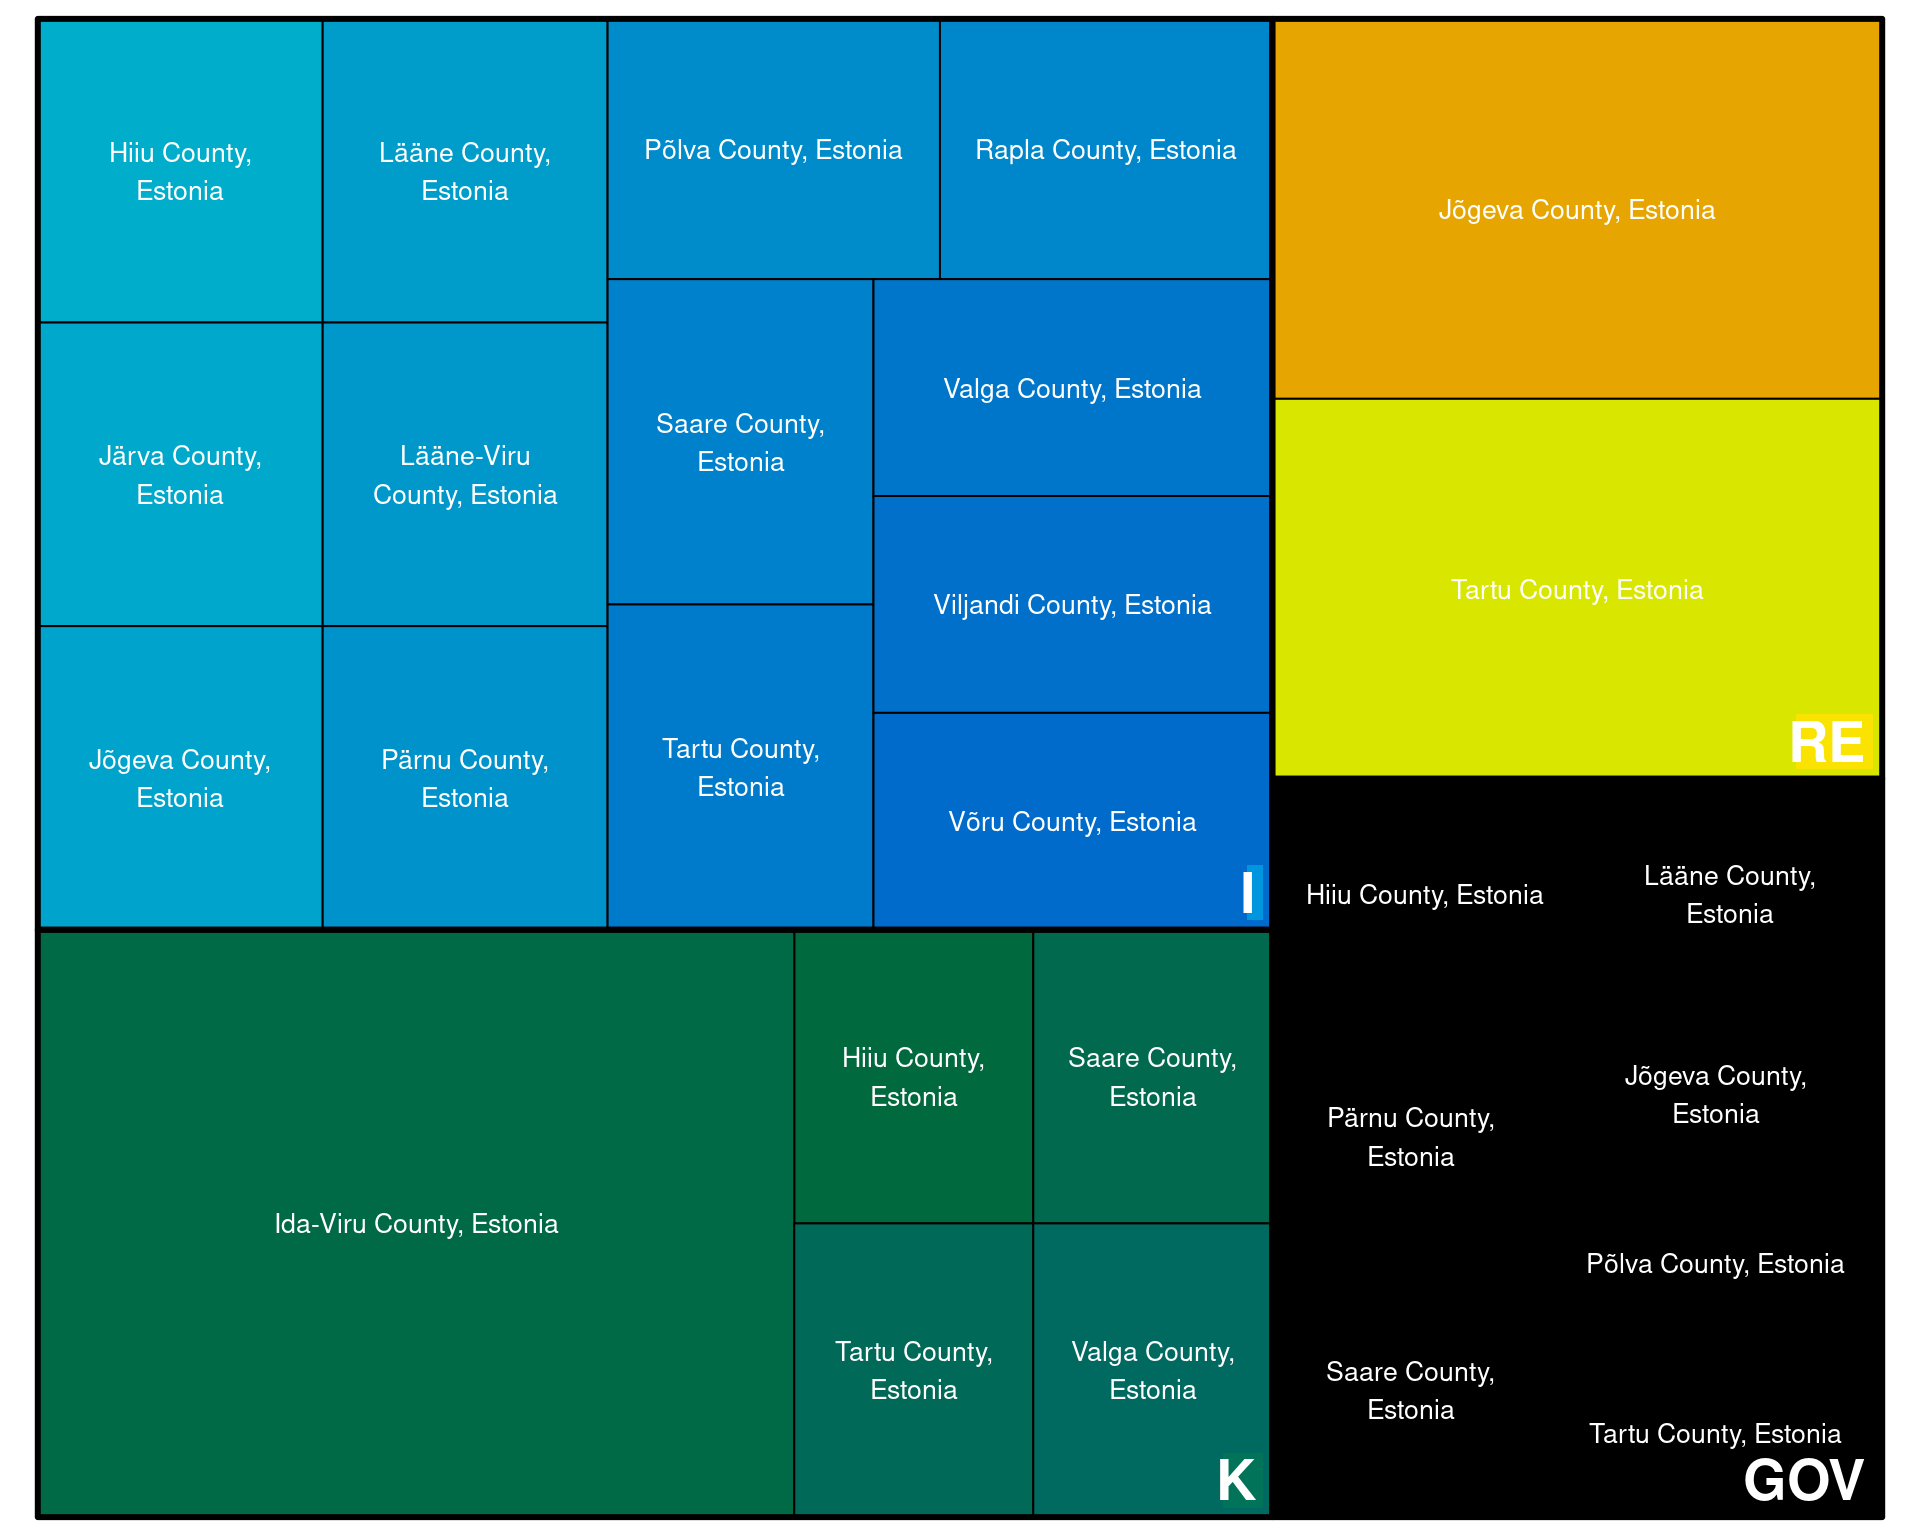 Hiiu County,
Estonia
Lääne County,
Estonia
Põlva County, Estonia
Rapla County, Estonia
Järva County,
Estonia
Lääne-Viru
County, Estonia
Saare County,
Estonia
Valga County, Estonia
Viljandi County, Estonia
Jõgeva County,
Estonia
Pärnu County,
Estonia
Tartu County,
Estonia
Võru County, Estonia
I
Jõgeva County, Estonia
Tartu County, Estonia
RE
Ida-Viru County, Estonia
Hiiu County,
Estonia
Saare County,
Estonia
Tartu County,
Estonia
Valga County,
Estonia
K
Hiiu County, Estonia
Lääne County,
Estonia
Pärnu County,
Estonia
Jõgeva County,
Estonia
Põlva County, Estonia
Saare County,
Estonia
Tartu County, Estonia
GOV